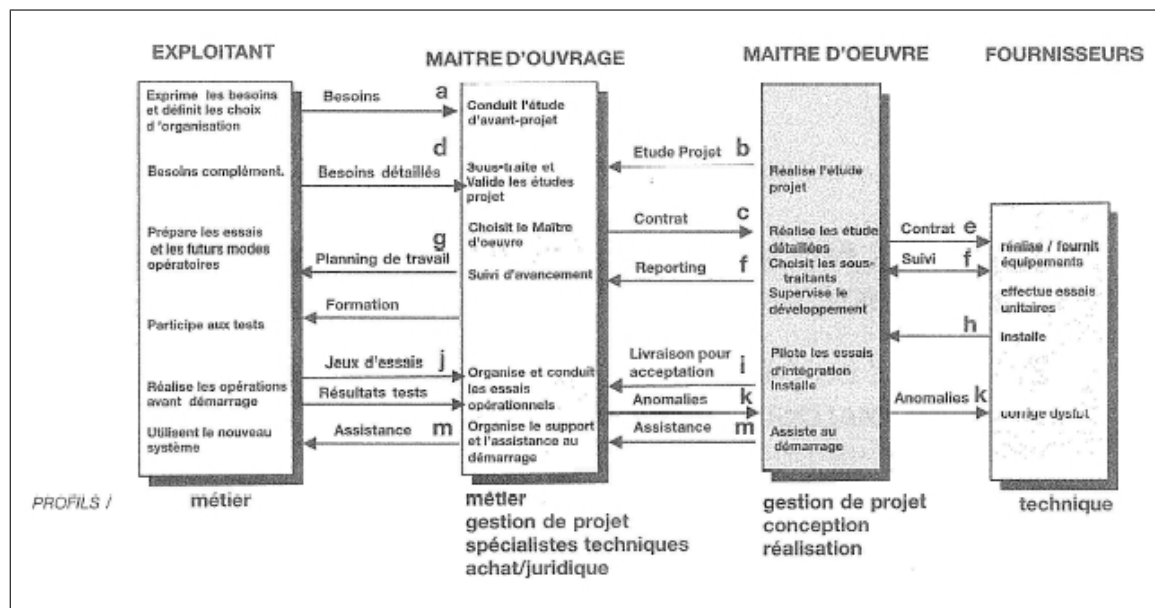 EXPLOITANT
MAITRE D'OUVRAGE
MAITRE D'OEUVRE
FOURNISSEURS
Exprime les besoins
et définit les choix
d 'organisation
Besoins complément.
Prépare les essais
et les futurs modes
opératoires
Participe aux tests
Réalise les opérations
avant démarrage
Utilisent le nouveau
système
Besoins a
d
Besoins détaillés
g
Planning de travail
Formation
Jeux d'essais j
Résultats tests
Assistance m
Conduit l'étude
d'avant-projet
Sous-traite et
Valide les études
projet
Choisit le Maître
d'oeuvre
Suivi d'avancement
Organise et conduit
les essais
opérationnels
Organise le support
et l'assistance au
démarrage
Etude Projet b
Contrat c
Reporting f
Livraison pour
acceptation i
Anomalies k
Assistance m
Réalise l'étude
projet
Réalise les étude
détaillées
Choisit les sous-
traitants
Supervise le
développement
Pilote les essais
d'intégration
Installe
Assiste au
démarrage
Contrat e
Suivi f
h
Anomalies k
réalise / fournit
équipements
effectue essais
unitaires
installe
corrige
PROFILS /
métier
métier
gestion de projet
spécialistes techniques
achat/juridique
gestion de projet
conception
réalisation
technique